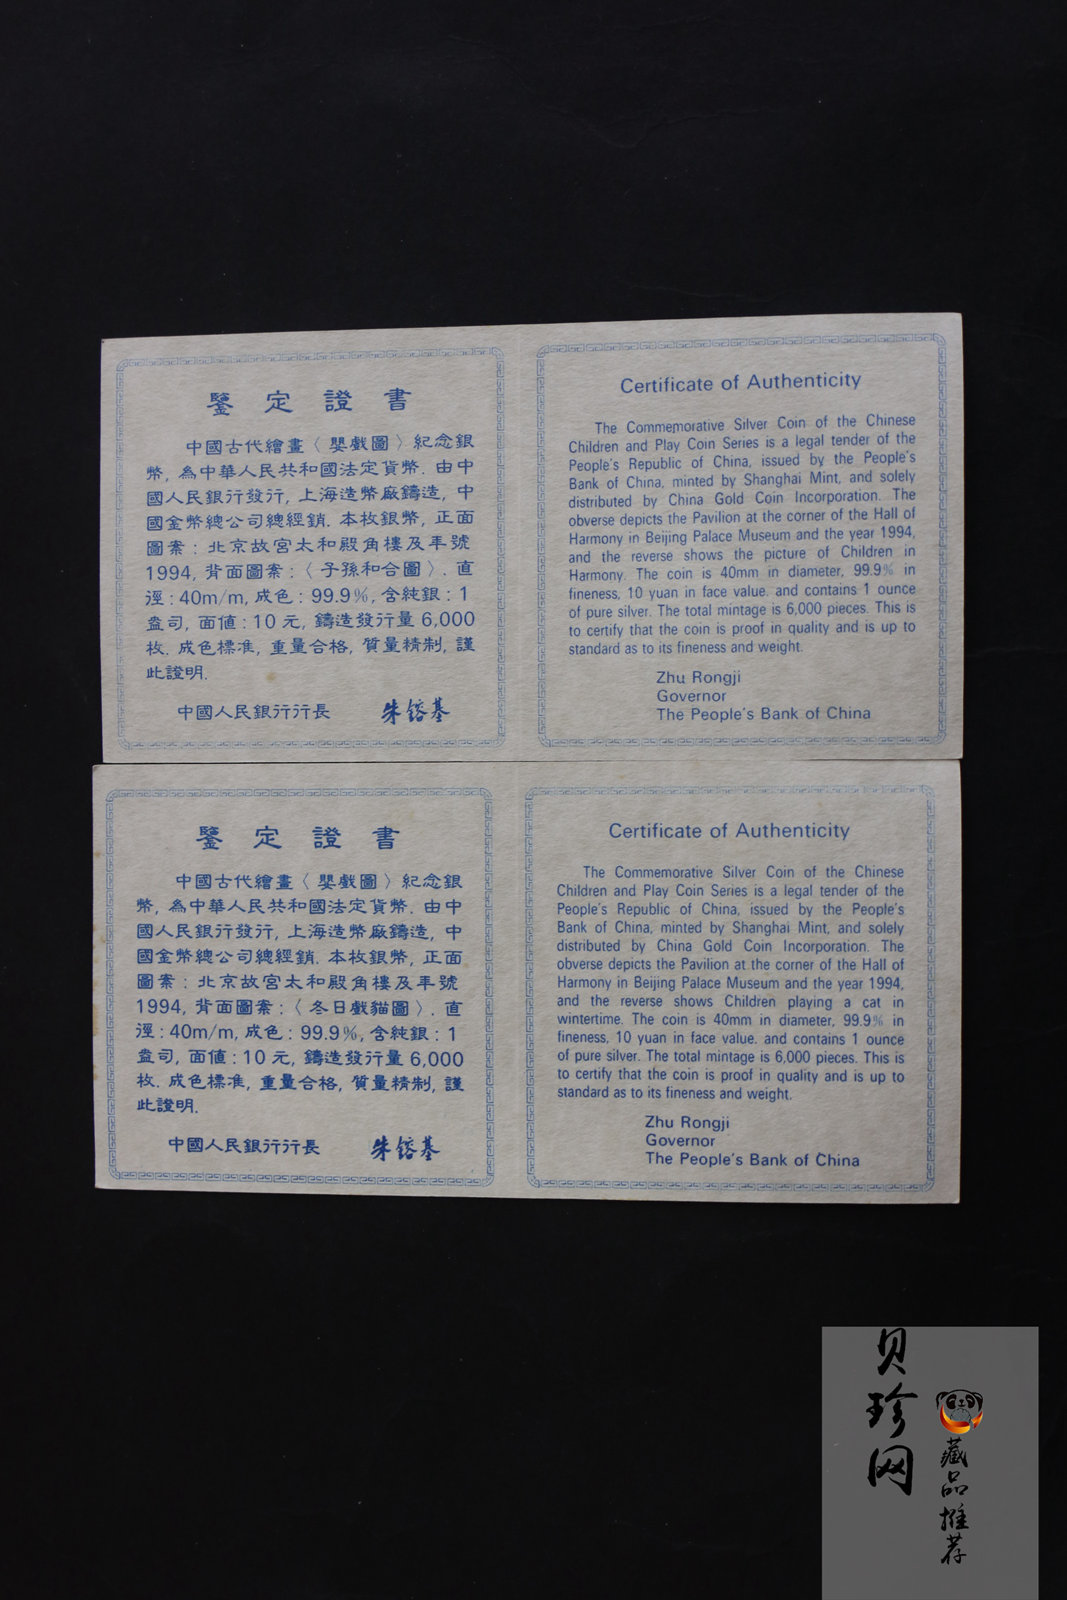 鑒定證書
中國古代繪畫〈嬰戲圖〉紀念銀
幣, 為中華人民共和國法定貨幣. 由中
國人民銀行發行, 上海造幣廠鑄造, 中
國金幣總公司總經銷. 本枚銀幣, 正面
圖案: 北京故宮太和殿角樓及年號
1994, 背面圖案:〈子孫和合圖〉. 直
徑: 40m/m, 成色: 99.9%, 含純銀: 1
盎司, 面値: 10 元, 鑄造發行量 6,000
枚. 成色標准, 重量合格, 質量精制, 謹
此證明.
中國人民銀行行長 朱鎔基
Certificate of Authenticity
The Commemorative Silver Coin of the Chinese
Children and Play Coin Series is a legal tender of the
People's Republic of China, issued by the People's
Bank of China, minted by Shanghai Mint, and solely
distributed by China Gold Coin Incorporation. The
obverse depicts the Pavilion at the corner of the Hall of
Harmony in Beijing Palace Museum and the year 1994,
and the reverse shows the picture of Children in
Harmony. The coin is 40mm in diameter, 99.9% in
fineness, 10 yuan in face value. and contains 1 ounce
of pure silver. The total mintage is 6,000 pieces. This is
to certify that the coin is proof in quality and is up to
standard as to its fineness and weight.
Zhu Rongji
Governor
The People's Bank of China
鑒定證書
中國古代繪畫〈嬰戲圖〉紀念銀
幣, 為中華人民共和國法定貨幣. 由中
國人民銀行發行, 上海造幣廠鑄造, 中
國金幣總公司總經銷. 本枚銀幣, 正面
圖案: 北京故宮太和殿角樓及年號
1994, 背面圖案:〈冬日戲貓圖〉. 直
徑: 40m/m, 成色: 99.9%, 含純銀: 1
盎司, 面値: 10 元, 鑄造發行量 6,000
枚. 成色標准, 重量合格, 質量精制, 謹
此證明.
中國人民銀行行長 朱鎔基
Certificate of Authenticity
The Commemorative Silver Coin of the Chinese
Children and Play Coin Series is a legal tender of the
People's Republic of China, issued by the People's
Bank of China, minted by Shanghai Mint, and solely
distributed by China Gold Coin Incorporation. The
obverse depicts the Pavilion at the corner of the Hall of
Harmony in Beijing Palace Museum and the year 1994,
and the reverse shows Children playing a cat in
wintertime. The coin is 40mm in diameter, 99.9% in
fineness, 10 yuan in face value. and contains 1 ounce
of pure silver. The total mintage is 6,000 pieces. This is
to certify that the coin is proof in quality and is up to
standard as to its fineness and weight.
Zhu Rongji
Governor
The People's Bank of China
贝珍网
藏品推荐